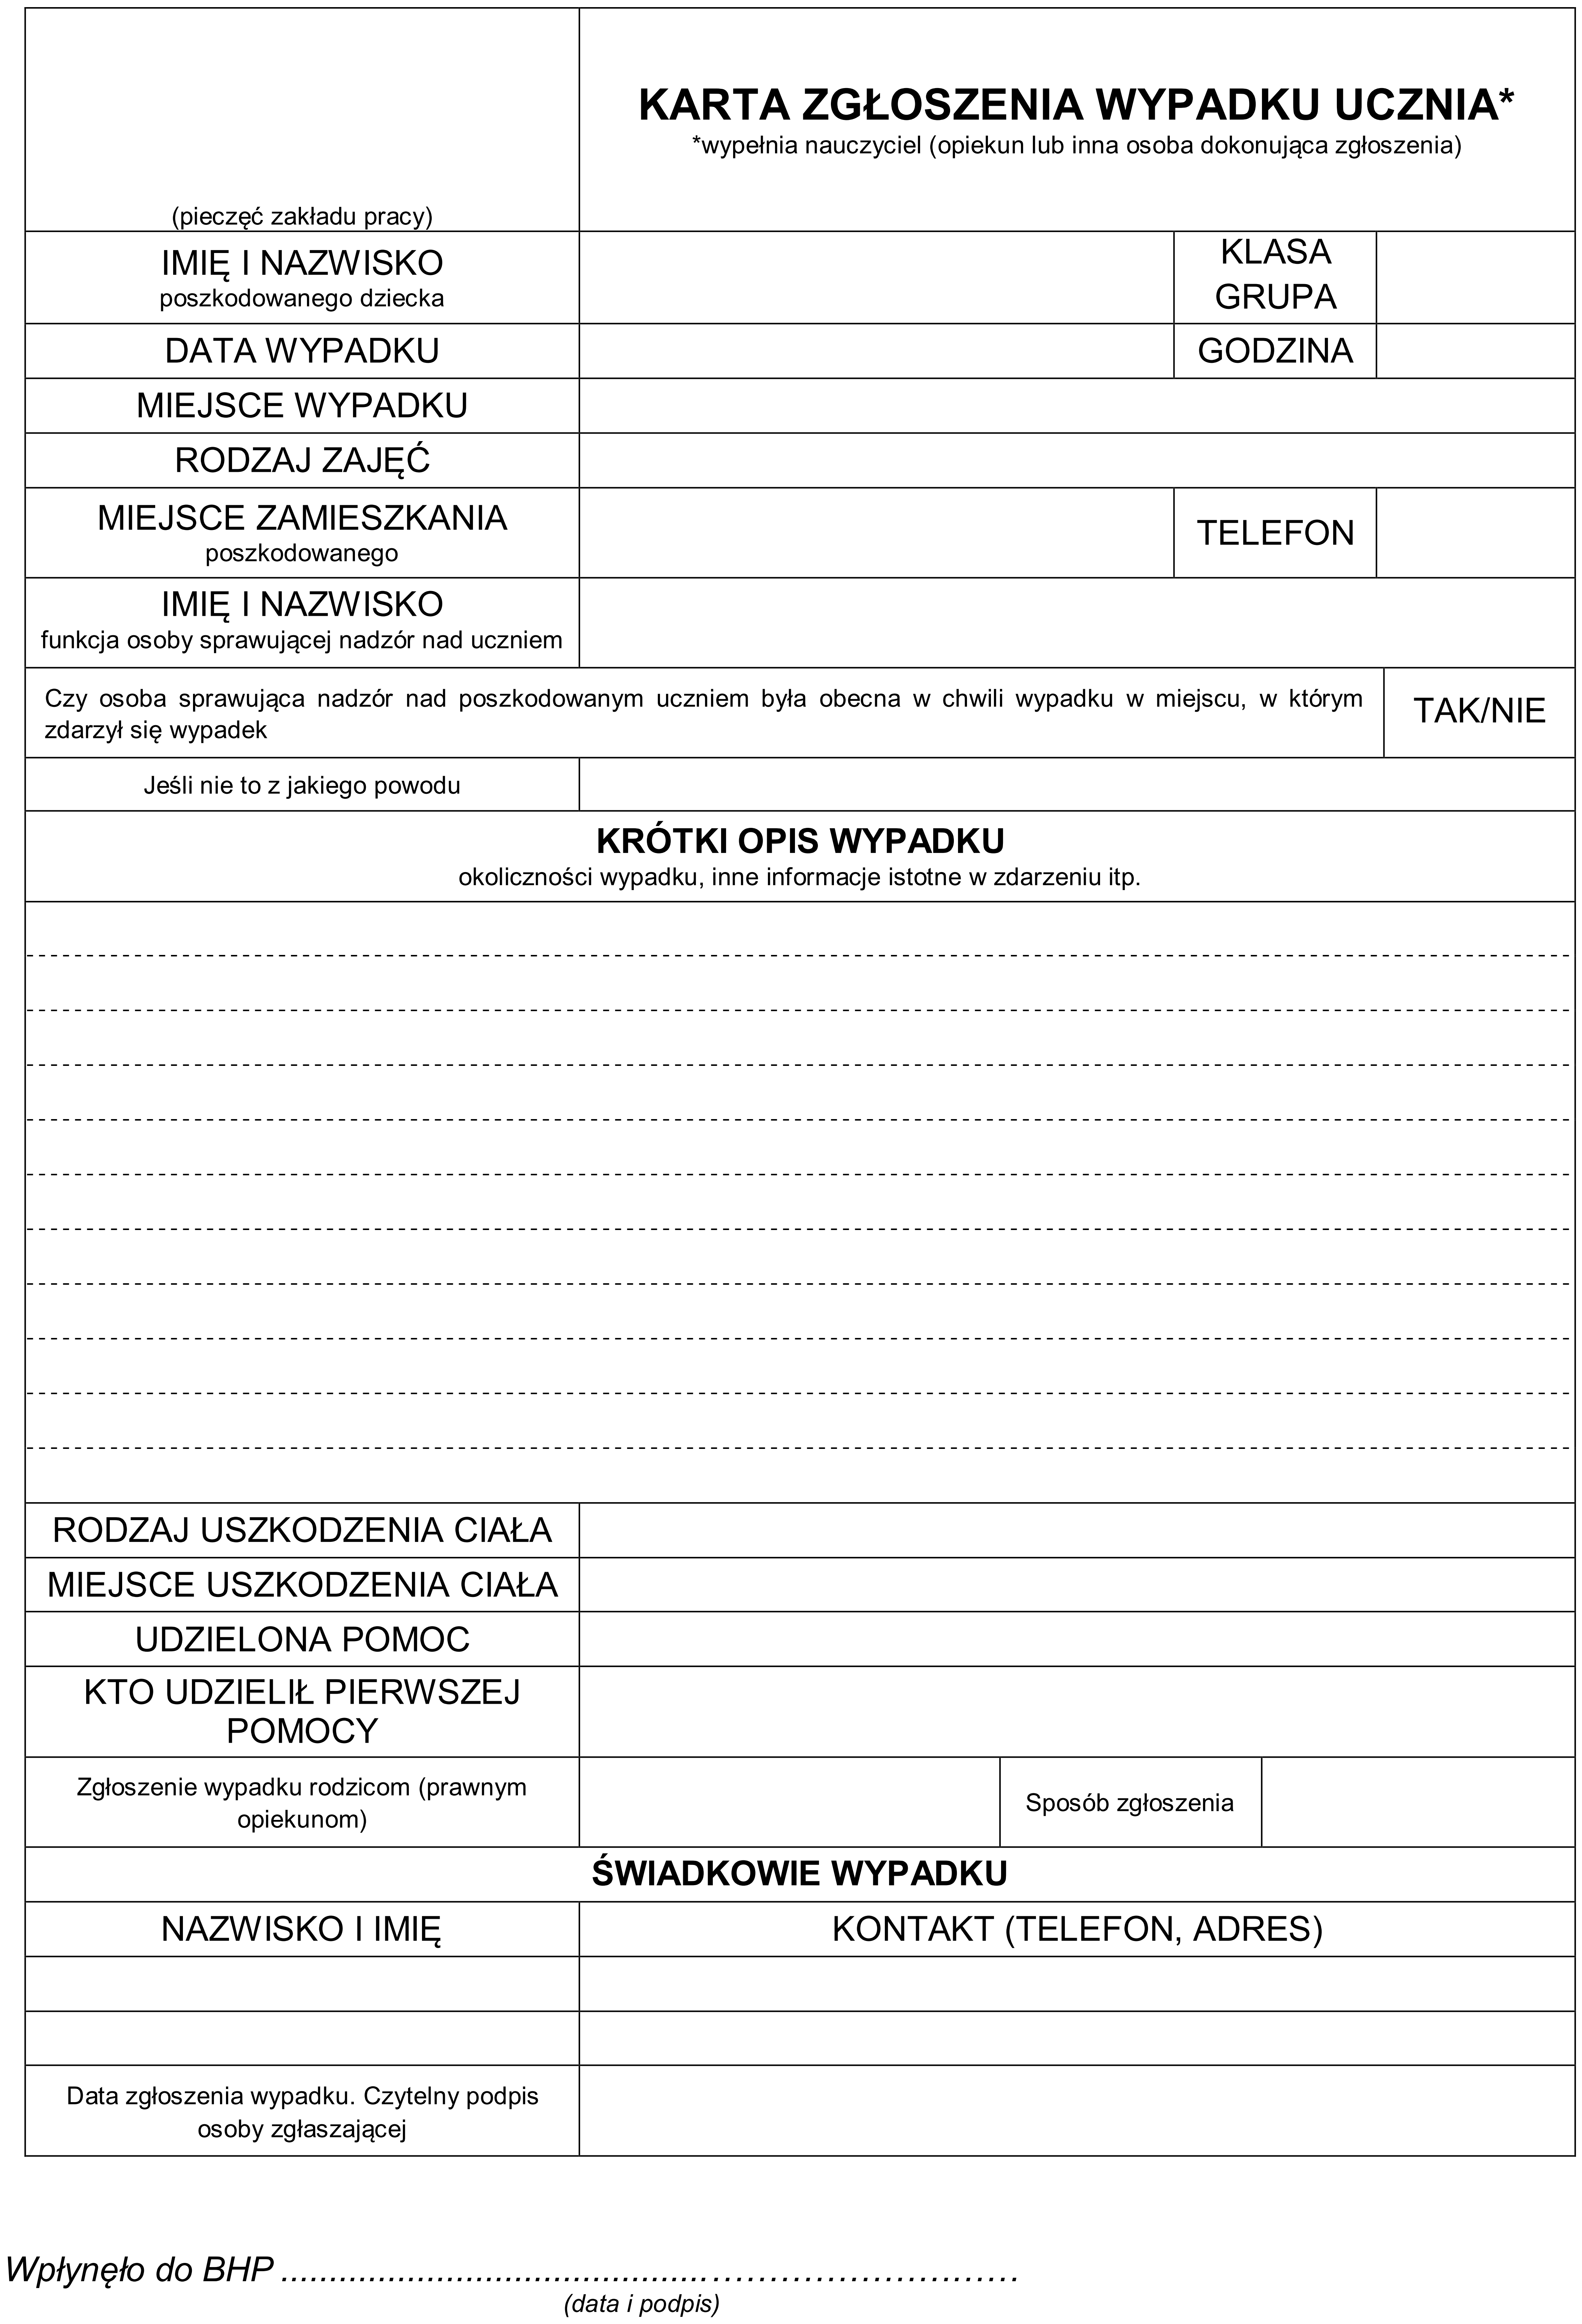 KARTA ZGŁOSZENIA WYPADKU UCZNIA*
*wypełnia nauczyciel (opiekun lub inna osoba dokonująca zgłoszenia)
(pieczęć zakładu pracy)
IMIĘ I NAZWISKO
poszkodowanego dziecka
KLASA
GRUPA
DATA WYPADKU
GODZINA
MIEJSCE WYPADKU
RODZAJ ZAJĘĆ
MIEJSCE ZAMIESZKANIA
poszkodowanego
TELEFON
IMIĘ I NAZWISKO
funkcja osoby sprawującej nadzór nad uczniem
Czy osoba sprawująca nadzór nad poszkodowanym uczniem była obecna w chwili wypadku w miejscu, w którym
zdarzył się wypadek
TAK/NIE
Jeśli nie to z jakiego powodu
KRÓTKI OPIS WYPADKU
okoliczności wypadku, inne informacje istotne w zdarzeniu itp.
RODZAJ USZKODZENIA CIAŁA
MIEJSCE USZKODZENIA CIAŁA
UDZIELONA POMOC
KTO UDZIELIŁ PIERWSZEJ
POMOCY
Zgłoszenie wypadku rodzicom (prawnym
opiekunom)
Sposób zgłoszenia
ŚWIADKOWIE WYPADKU
NAZWISKO I IMIĘ
KONTAKT (TELEFON, ADRES)
Data zgłoszenia wypadku. Czytelny podpis
osoby zgłaszającej
Wpłynęło do BHP ......................................................................
(data i podpis)